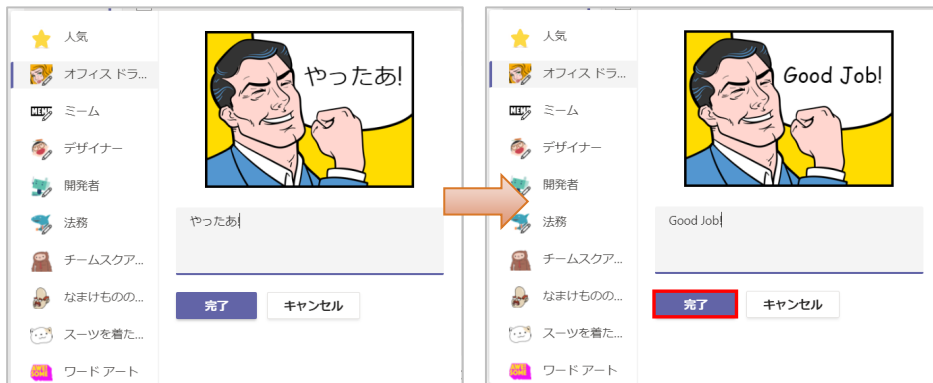 人気
オフィス ドラ...
ミーム
デザイナー
開発者
法務
チームスクア...
なまけものの...
スーツを着た...
ワード アート
やったあ!
やったあ!
完了
キャンセル
人気
オフィス ドラ...
ミーム
デザイナー
開発者
法務
チームスクア...
なまけものの...
スーツを着た...
ワード アート
Good Job!
Good Job!
完了
キャンセル